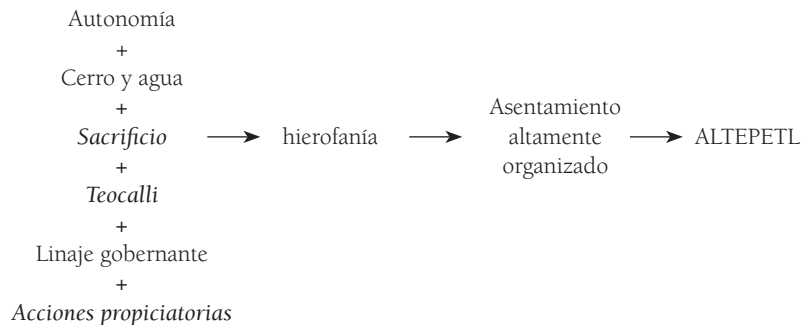 Autonomía
+
Cerro y agua
+
Sacrificio
+
Teocalli
+
Linaje gobernante
+
Acciones propiciatorias
hierofanía
Asentamiento
altamente
organizado
ALTEPETL